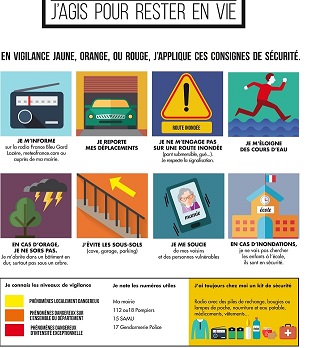 J'AGIS POUR RESTER EN VIE
EN VIGILANCE JAUNE, ORANGE, OU ROUGE, J'APPLIQUE CES CONSIGNES DE SÉCURITÉ.
JE M'INFORME
sur la radio France Bleu Gard
Lozère, meteofrance.com ou
auprès de ma mairie.
JE REPORTE
MES DÉPLACEMENTS
ROUTE INONDÉE
JE NE M'ENGAGE PAS
SUR UNE ROUTE INONDÉE
(pont submersible, gué...).
Je respecte la signalisation.
JE M'ÉLOIGNE
DES COURS D'EAU
EN CAS D'ORAGE,
JE NE SORS PAS.
Je m'abrite dans un bâtiment en
dur, surtout pas sous un arbre.
J'ÉVITE LES SOUS-SOLS
(cave, garage, parking)
mamie
JE ME SOUCIE
de mes voisins
et des personnes vulnérables
école
EN CAS D'INONDATIONS,
je ne vais pas chercher
les enfants à l'école,
ils sont en sécurité.
Je connais les niveaux de vigilance
PHÉNOMÈNES LOCALEMENT DANGEREUX
PHÉNOMÈNES DANGEREUX SUR
L'ENSEMBLE DU DÉPARTEMENT
PHÉNOMÈNES DANGEREUX
D'INTENSITÉ EXCEPTIONNELLE
Je note les numéros utiles
Ma mairie
112 ou 18 Pompiers
15 SAMU
17 Gendarmerie Police
J'ai toujours chez moi un kit de sécurité
Radio avec des piles de rechange, bougies ou
lampes de poche, nourriture et eau potable,
médicaments, vêtements...